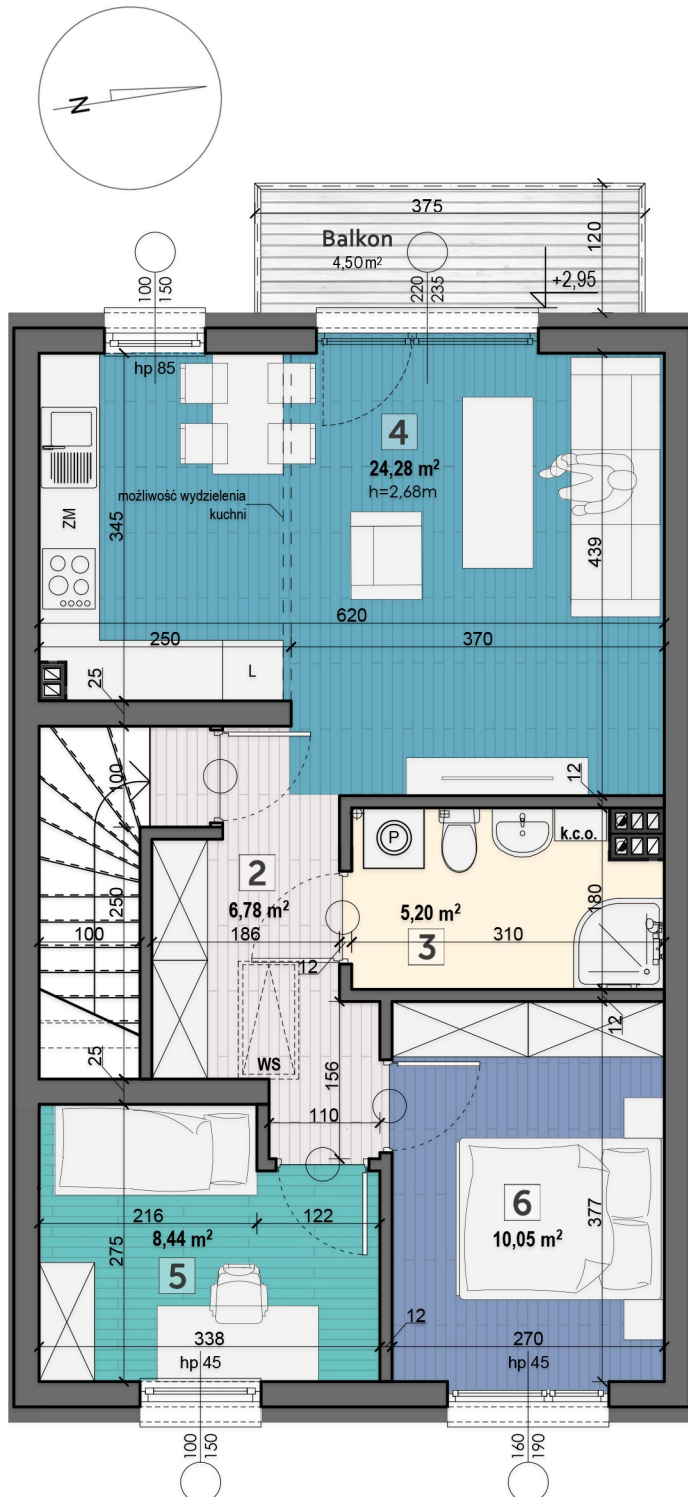 N
375
Balkon
4,50 m²
120
+2,95
100
150
220
235
hp 85
4
24,28 m²
h=2,68m
możliwość wydzielenia
kuchni
ZM
345
439
620
250
370
25
L
100
12
P
k.c.o.
2
6,78 m²
5,20 m²
3
180
250
100
186
310
12
12
WS
156
25
110
216
122
8,44 m²
5
275
6
10,05 m²
377
12
338
270
hp 45
hp 45
100
150
160
190